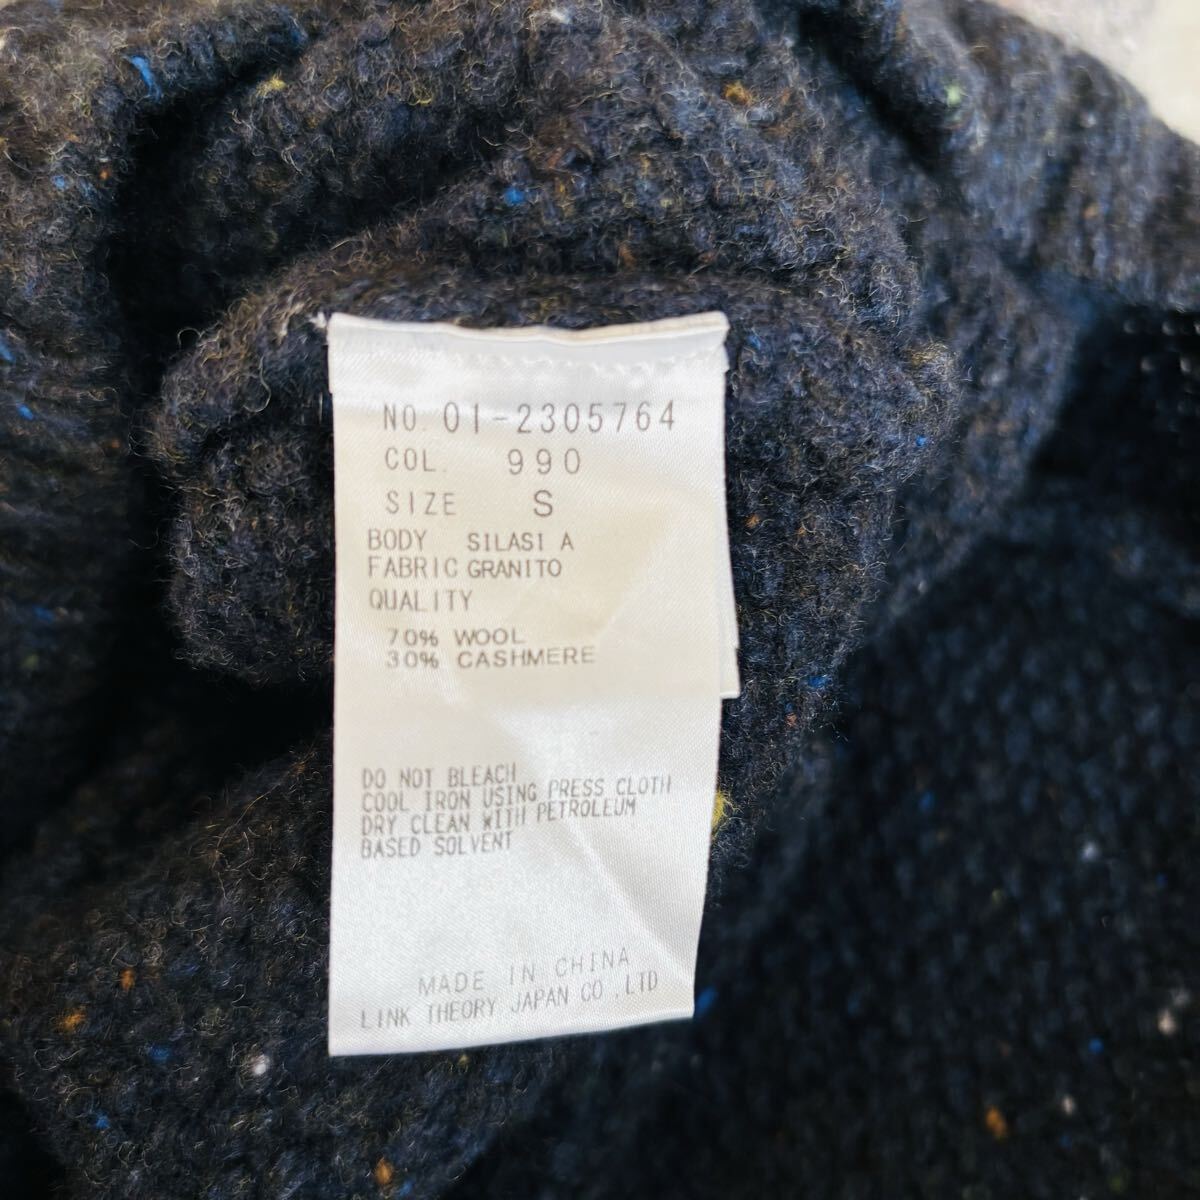 NO. 01-2305764
COL. 990
SIZE S
BODY SILASI A
FABRIC GRANITO
QUALITY
70% WOOL
30% CASHMERE
DO NOT BLEACH
COOL IRON USING PRESS CLOTH
DRY CLEAN WITH PETROLEUM
BASED SOLVENT
MADE IN CHINA
LINK THEORY JAPAN CO.,LTD